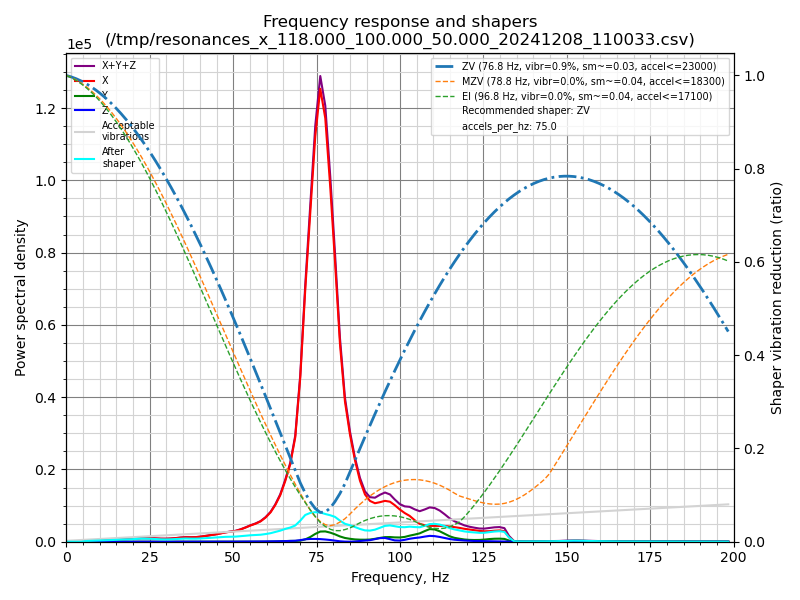 Frequency response and shapers
(/tmp/resonances_x_118.000_100.000_50.000_20241208_110033.csv)
1e5
X+Y+Z
X
Y
Z
Acceptable
vibrations
After
shaper
ZV (76.8 Hz, vibr=0.9%, sm~=0.03, accel<=23000)
MZV (78.8 Hz, vibr=0.0%, sm~=0.04, accel<=18300)
EI (96.8 Hz, vibr=0.0%, sm~=0.04, accel<=17100)
Recommended shaper: ZV
accels_per_hz: 75.0
Power spectral density
1.2
1.0
0.8
0.6
0.4
0.2
0.0
1.0
0.8
0.6
0.4
0.2
0.0
Shaper vibration reduction (ratio)
0 25 50 75 100 125 150 175 200
Frequency, Hz